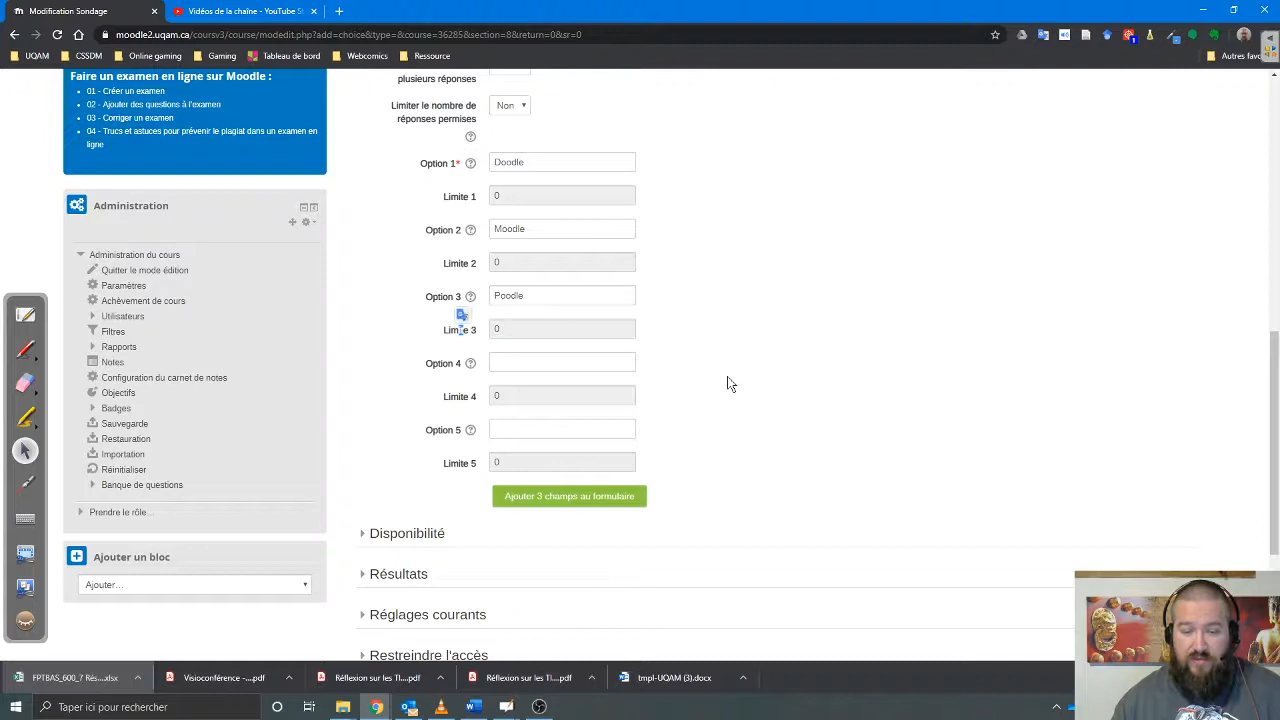 Modification Sondage
Vidéos de la chaîne - YouTube St
moodle2.uqam.ca/coursv3/course/modedit.php?add=choice&type=&course=36285&section=8&return=0&sr=0
UQAM
CSSDM
Online gaming
Gaming
Tableau de bord
Webcomics
Ressource
Autres favo
Faire un examen en ligne sur Moodle :
01 - Créer un examen
02 - Ajouter des questions à l'examen
03 - Corriger un examen
04 - Trucs et astuces pour prévenir le plagiat dans un examen en
ligne
Administration
Administration du cours
Quitter le mode édition
Paramètres
Achèvement de cours
Utilisateurs
Filtres
Rapports
Notes
Configuration du carnet de notes
Objectifs
Badges
Sauvegarde
Restauration
Importation
Réinitialiser
Banque de questions
Prendre le rôle...
Ajouter un bloc
Ajouter...
plusieurs réponses
Limiter le nombre de
réponses permises
Non
Option 1* Doodle
Limite 1 0
Option 2 Moodle
Limite 2 0
Option 3 Poodle
Limite 3 0
Option 4
Limite 4 0
Option 5
Limite 5 0
Ajouter 3 champs au formulaire
Disponibilité
Résultats
Réglages courants
Restreindre l'accès
FPTBAS_600_7 Rés....xlsx
Visioconférence -....pdf
Réflexion sur les TI....pdf
Réflexion sur les TI....pdf
tmpl-UQAM (3).docx
Taper ici pour rechercher